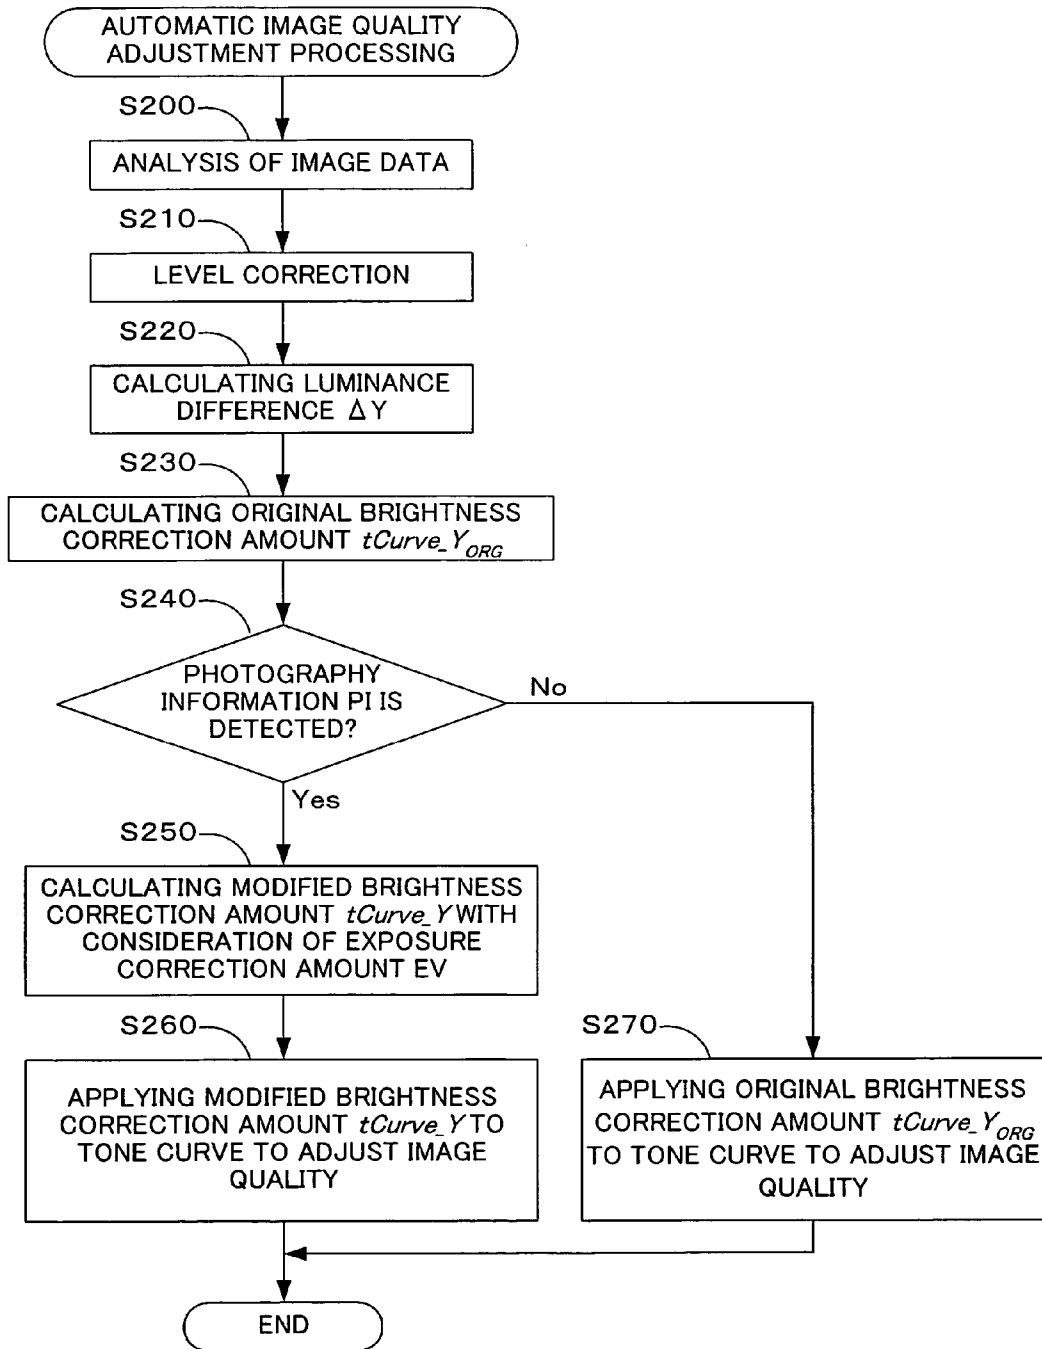 AUTOMATIC IMAGE QUALITY
ADJUSTMENT PROCESSING
S200
ANALYSIS OF IMAGE DATA
S210
LEVEL CORRECTION
S220
CALCULATING LUMINANCE
DIFFERENCE ΔY
S230
CALCULATING ORIGINAL BRIGHTNESS
CORRECTION AMOUNT tCurve_Y_ORG
S240
PHOTOGRAPHY
INFORMATION PI IS
DETECTED?
No
Yes
S250
CALCULATING MODIFIED BRIGHTNESS
CORRECTION AMOUNT tCurve_Y WITH
CONSIDERATION OF EXPOSURE
CORRECTION AMOUNT EV
S260
APPLYING MODIFIED BRIGHTNESS
CORRECTION AMOUNT tCurve_Y TO
TONE CURVE TO ADJUST IMAGE
QUALITY
S270
APPLYING ORIGINAL BRIGHTNESS
CORRECTION AMOUNT tCurve_Y_ORG
TO TONE CURVE TO ADJUST IMAGE
QUALITY
END